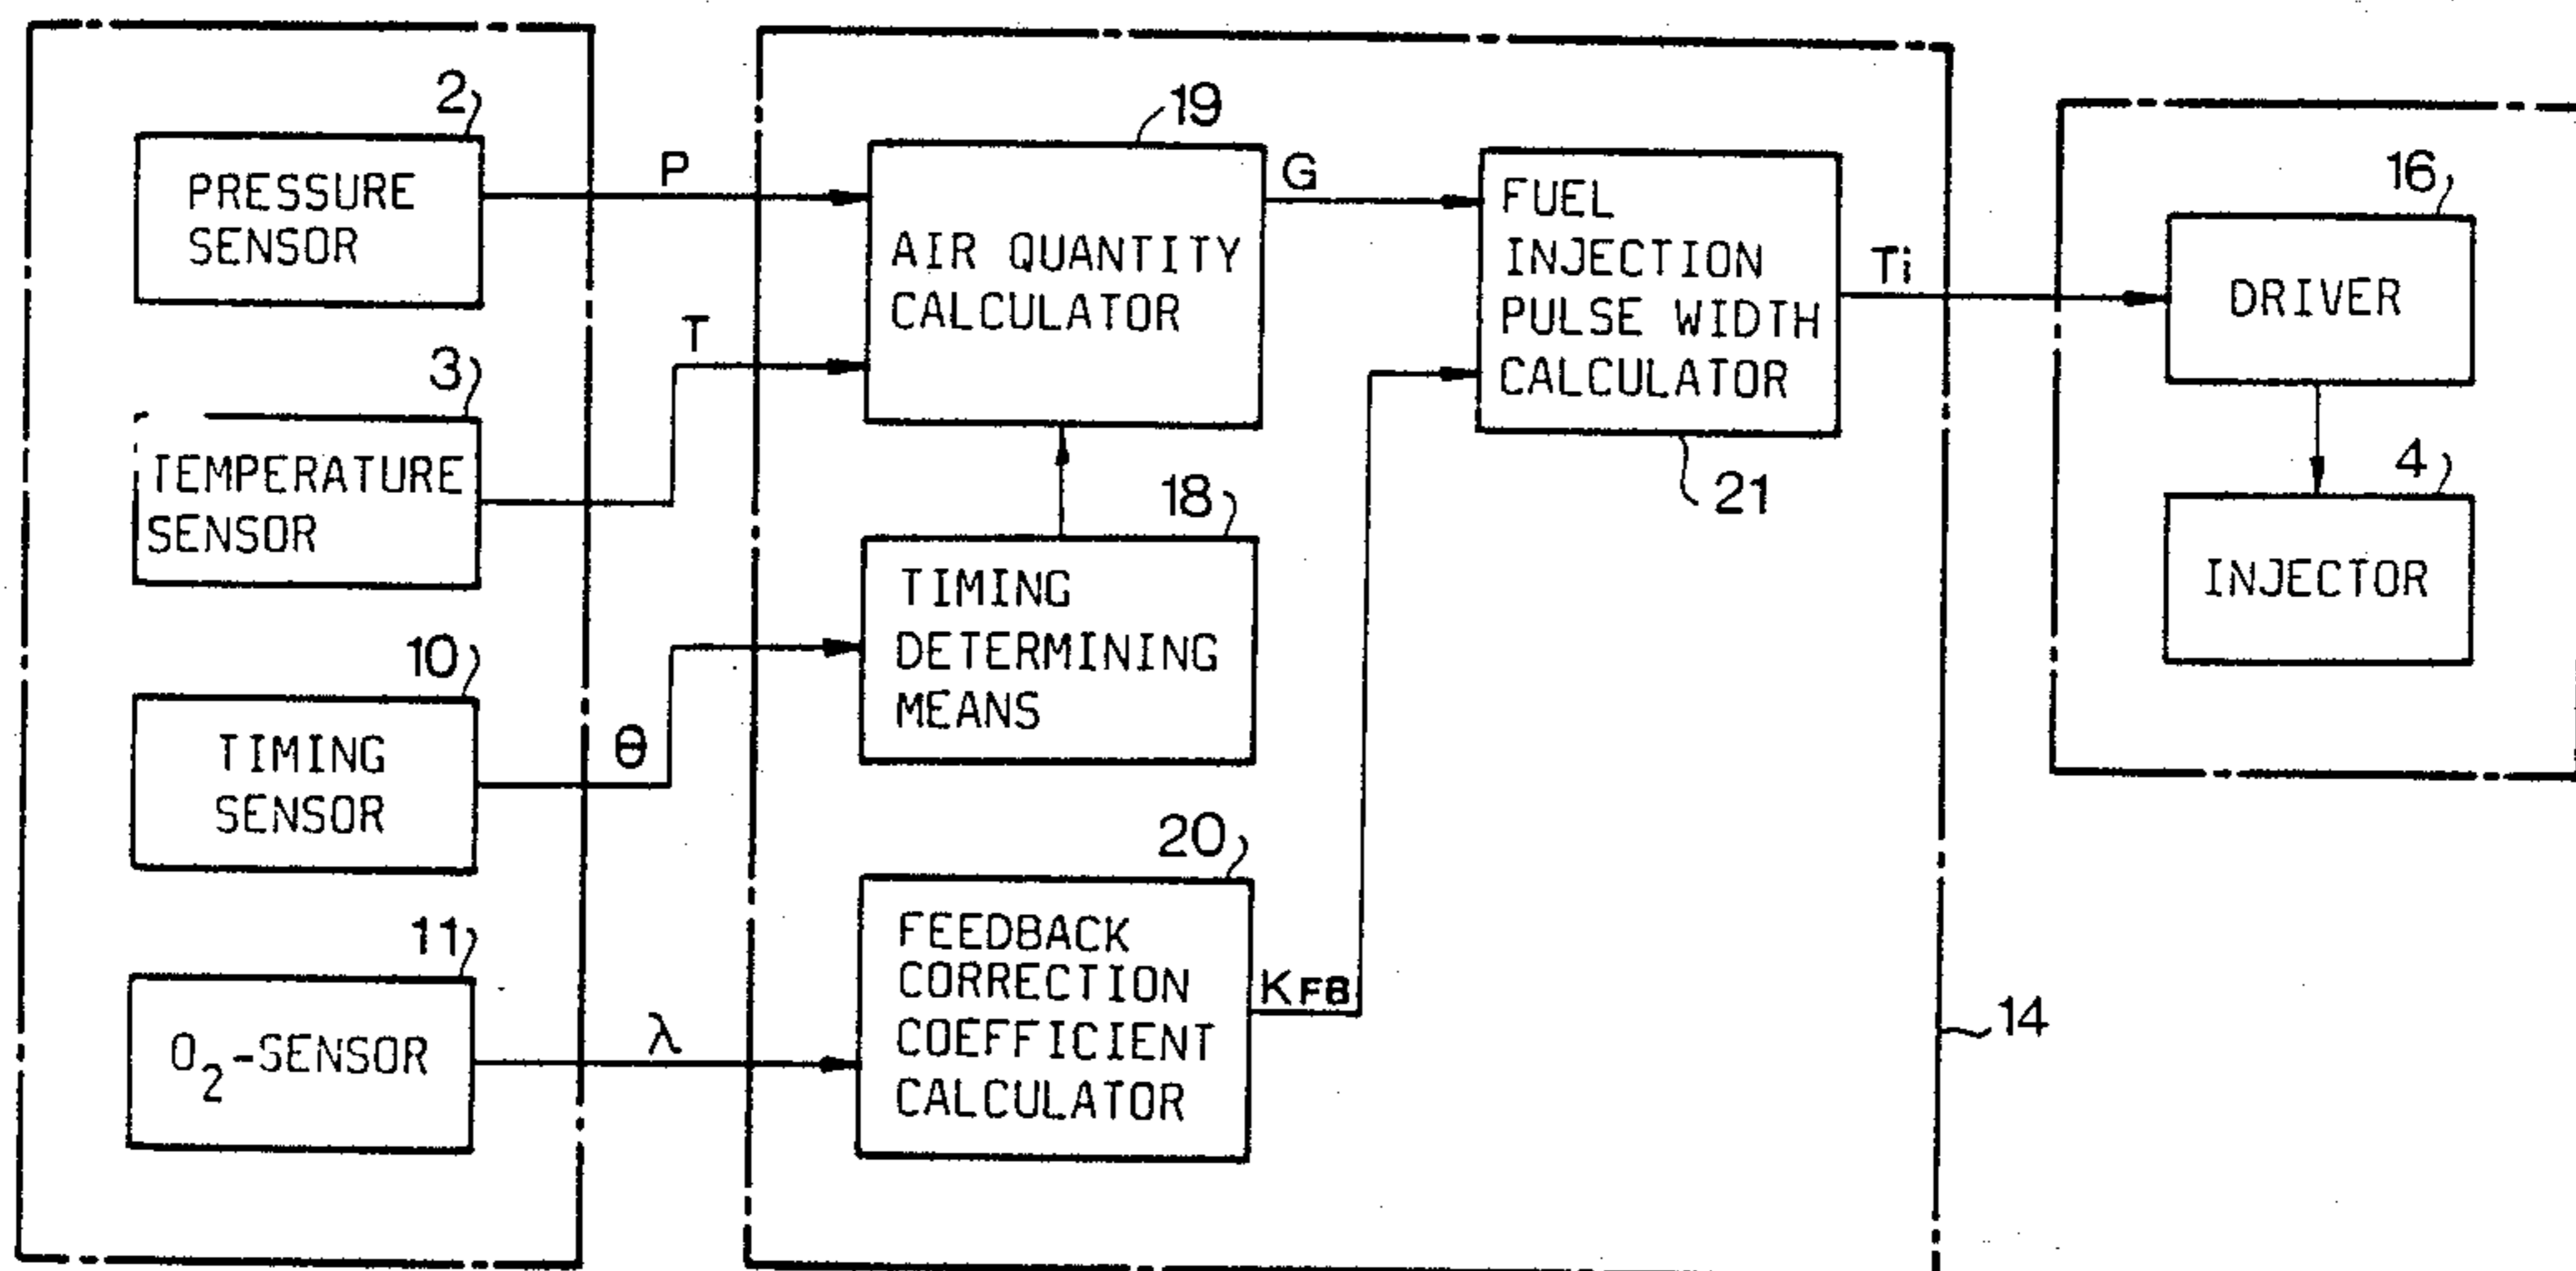 2
PRESSURE
SENSOR
P
3
TEMPERATURE
SENSOR
T
10
TIMING
SENSOR
θ
11
O2-SENSOR
λ
19
AIR QUANTITY
CALCULATOR
G
18
TIMING
DETERMINING
MEANS
20
FEEDBACK
CORRECTION
COEFFICIENT
CALCULATOR
KFB
FUEL
INJECTION
PULSE WIDTH
CALCULATOR
21
Ti
14
16
DRIVER
4
INJECTOR